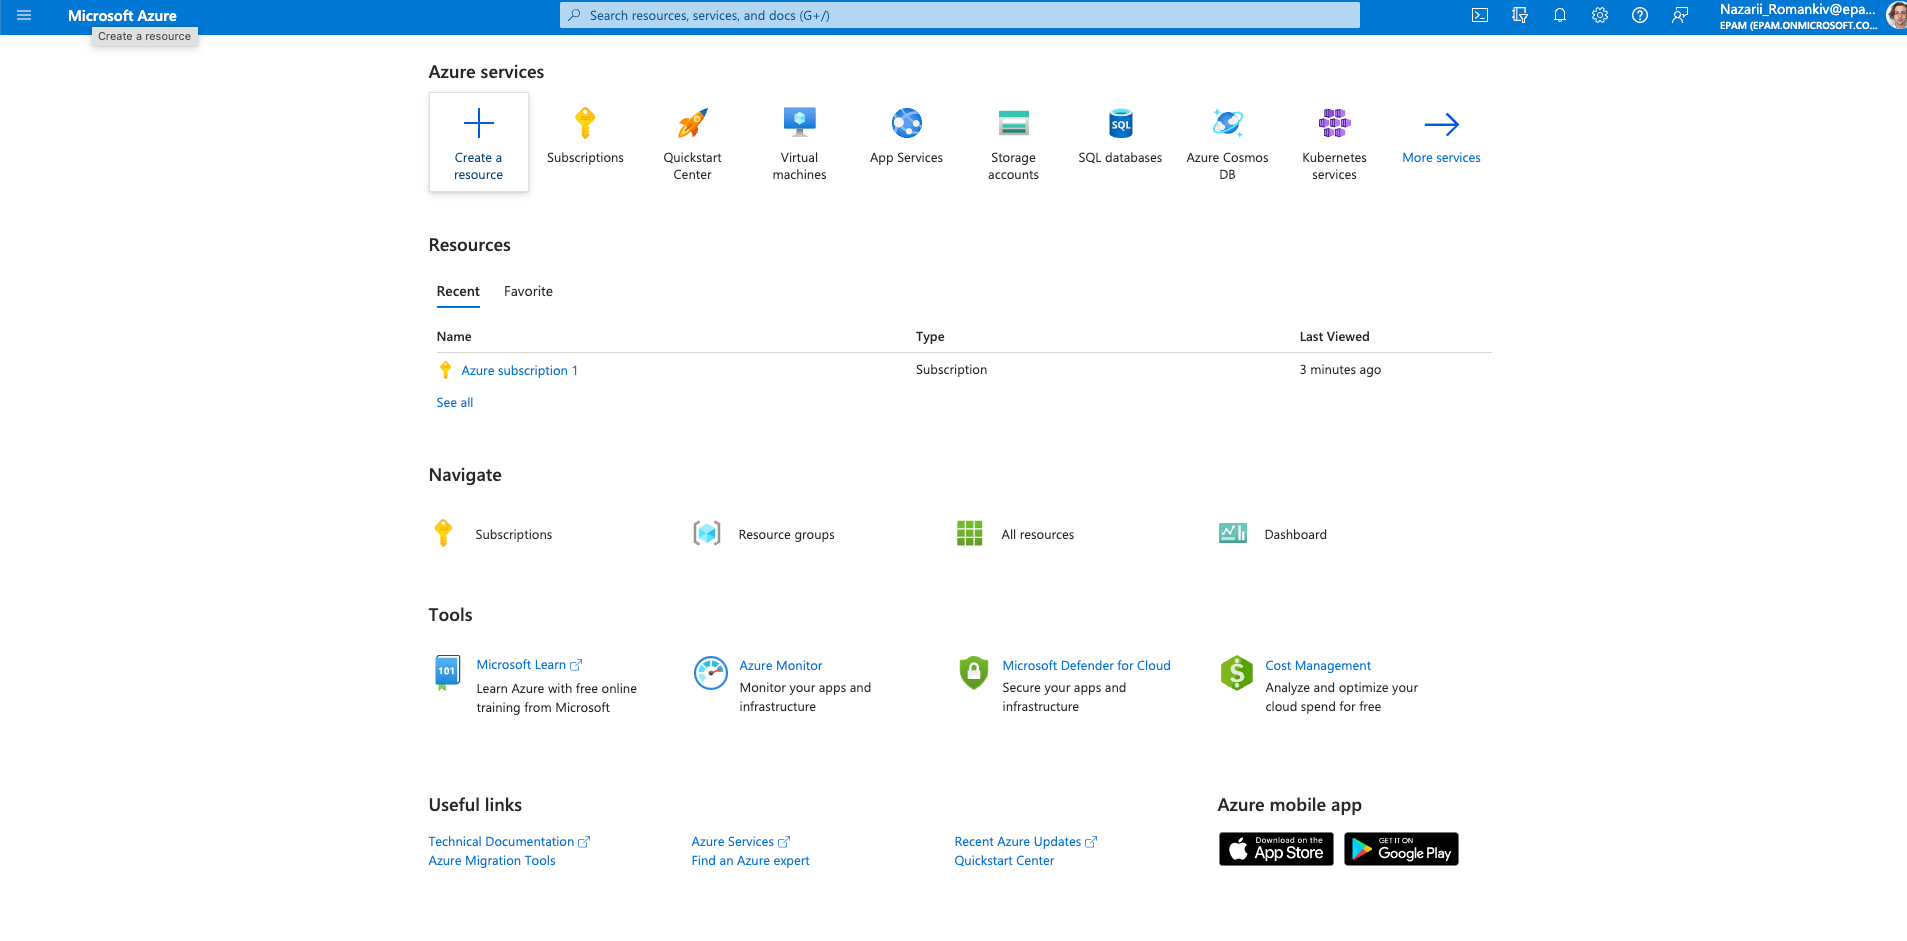 Microsoft Azure
Search resources, services, and docs (G+/)
Nazarii_Romankiv@epa...
EPAM (EPAM.ONMICROSOFT.CO...
Create a resource
Azure services
Create a
resource
Subscriptions
Quickstart
Center
Virtual
machines
App Services
Storage
accounts
SQL
SQL databases
Azure Cosmos
DB
Kubernetes
services
More services
Resources
Recent
Favorite
Name
Type
Last Viewed
Azure subscription 1
Subscription
3 minutes ago
See all
Navigate
Subscriptions
Resource groups
All resources
Dashboard
Tools
101
Microsoft Learn
Learn Azure with free online
training from Microsoft
Azure Monitor
Monitor your apps and
infrastructure
Microsoft Defender for Cloud
Secure your apps and
infrastructure
$
Cost Management
Analyze and optimize your
cloud spend for free
Useful links
Technical Documentation
Azure Migration Tools
Azure Services
Find an Azure expert
Recent Azure Updates
Quickstart Center
Azure mobile app
Download on the
App Store
GET IT ON
Google Play